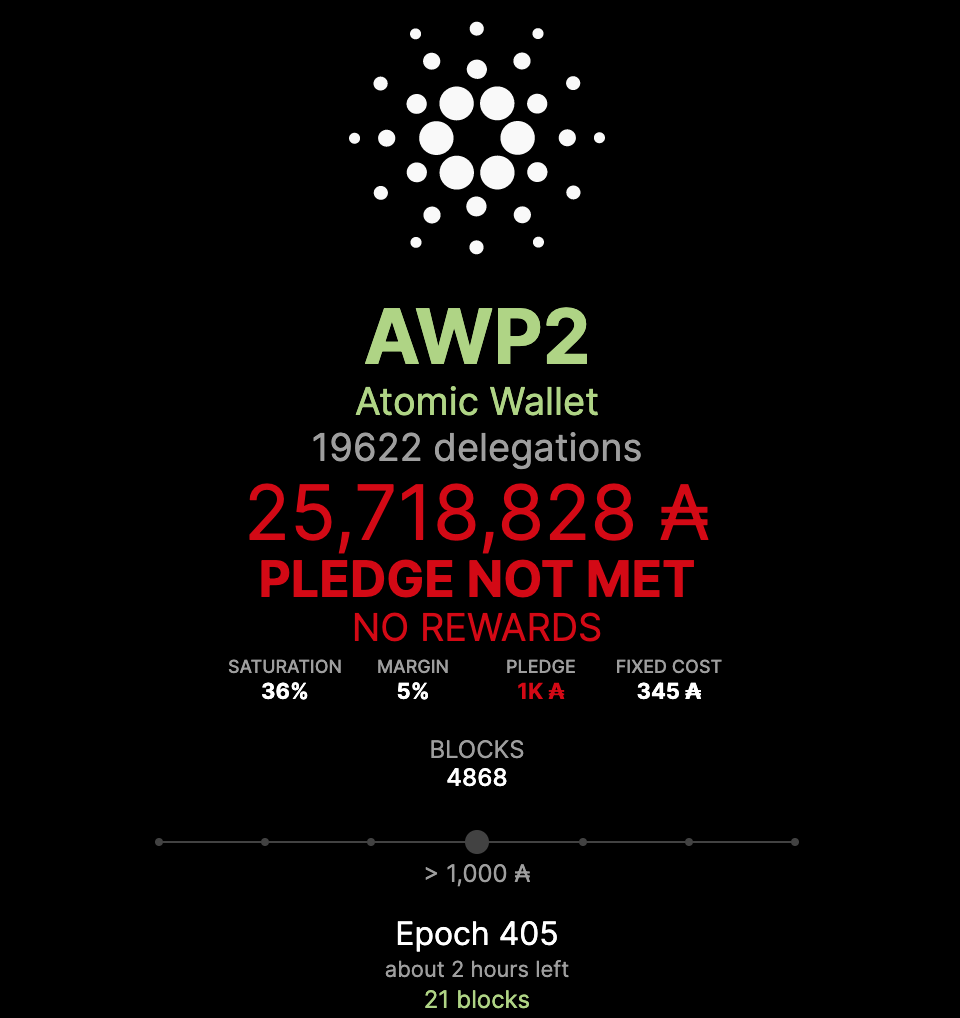 AWP2
Atomic Wallet
19622 delegations
25,718,828 ₳
PLEDGE NOT MET
NO REWARDS
SATURATION MARGIN PLEDGE FIXED COST
36% 5% 1K ₳ 345 ₳
BLOCKS
4868
> 1,000 ₳
Epoch 405
about 2 hours left
21 blocks